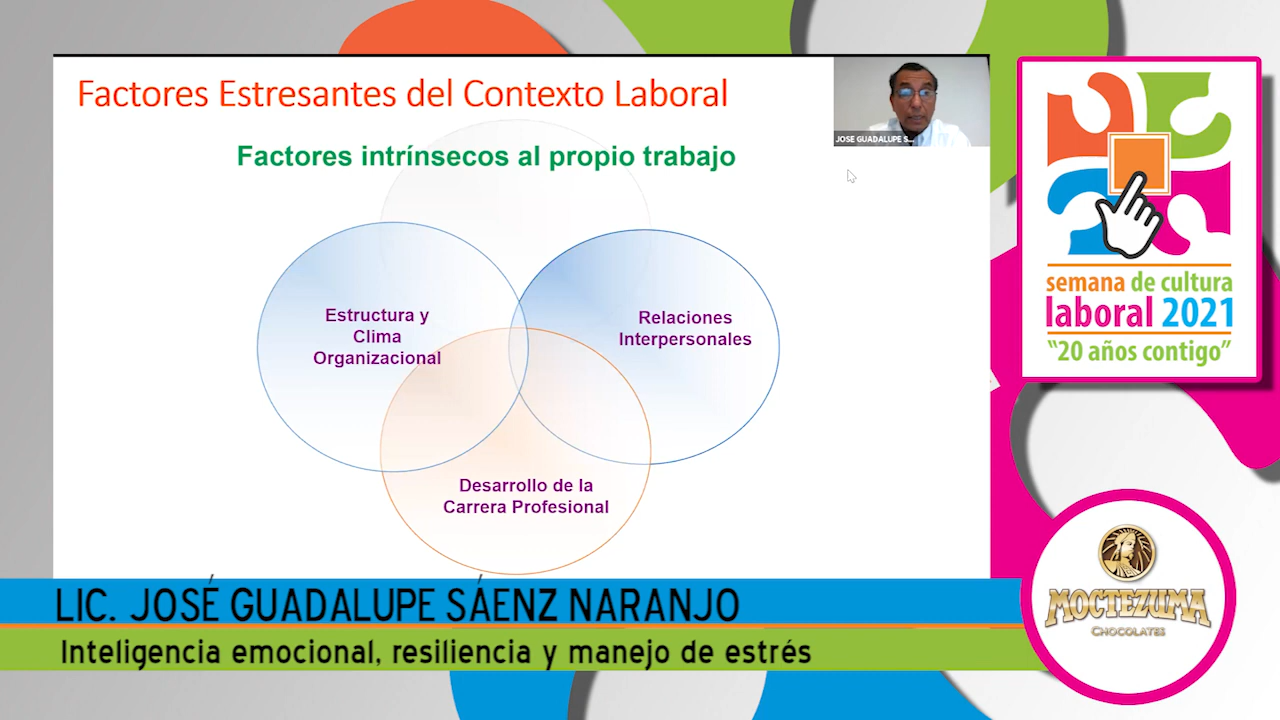 Factores Estresantes del Contexto Laboral
Factores intrínsecos al propio trabajo
JOSE GUADALUPE S...
Estructura y
Clima
Organizacional
Relaciones
Interpersonales
Desarrollo de la
Carrera Profesional
semana de cultura
laboral 2021
"20 años contigo"
MOCTEZUMA
CHOCOLATES
LIC. JOSÉ GUADALUPE SÁENZ NARANJO
Inteligencia emocional, resiliencia y manejo de estrés